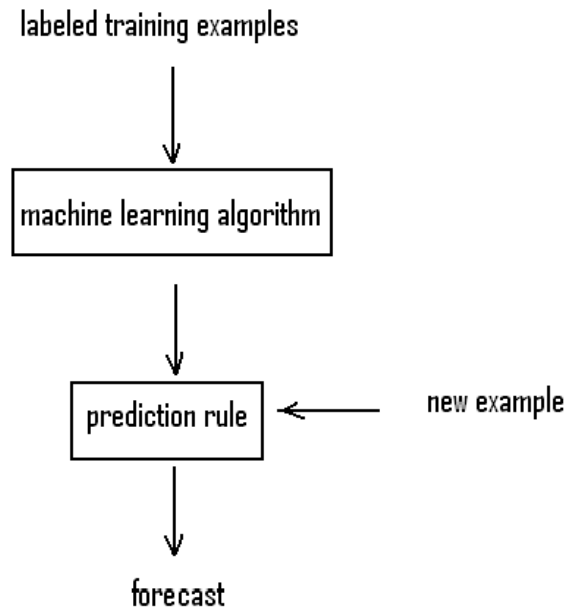 labeled training examples
machine learning algorithm
prediction rule
new example
forecast